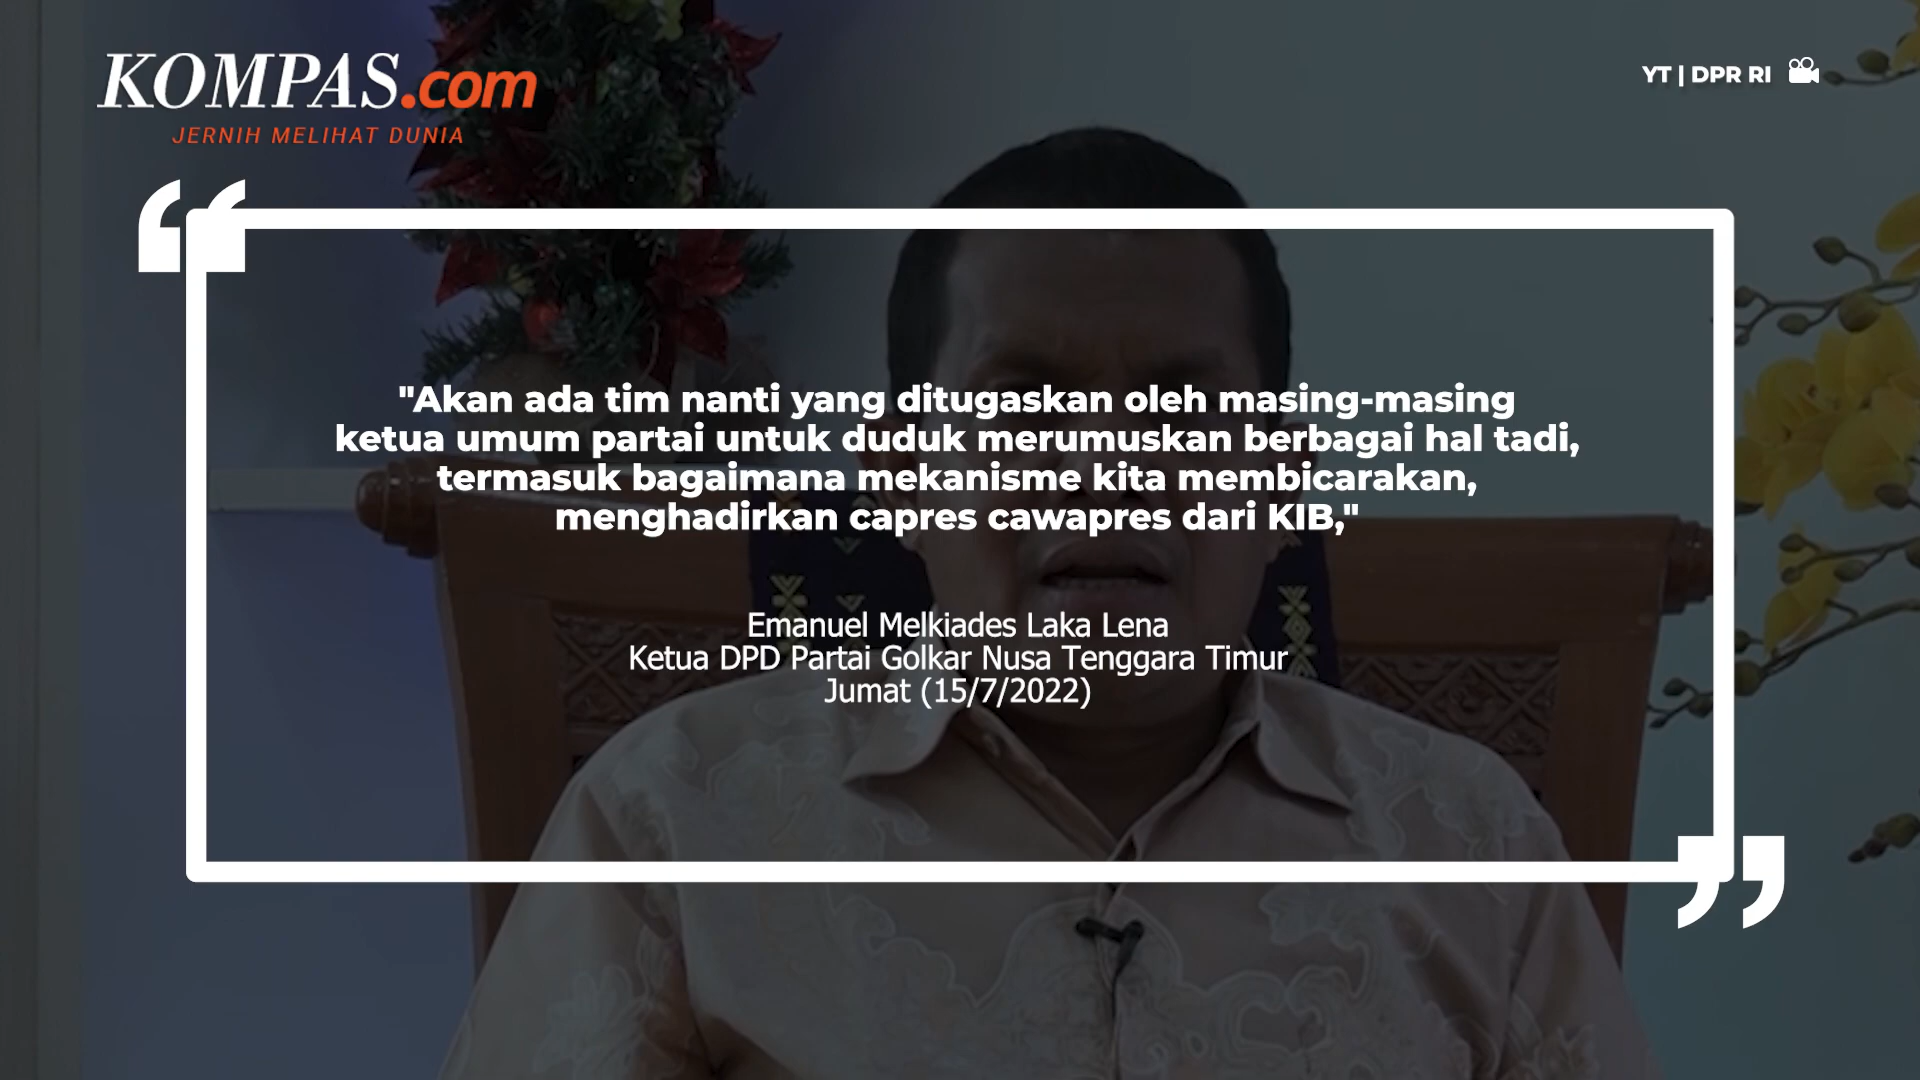 KOMPAS.com
JERNIH MELIHAT DUNIA
YT | DPR RI
"Akan ada tim nanti yang ditugaskan oleh masing-masing
ketua umum partai untuk duduk merumuskan berbagai hal tadi,
termasuk bagaimana mekanisme kita membicarakan,
menghadirkan capres cawapres dari KIB,"
Emanuel Melkiades Laka Lena
Ketua DPD Partai Golkar Nusa Tenggara Timur
Jumat (15/7/2022)